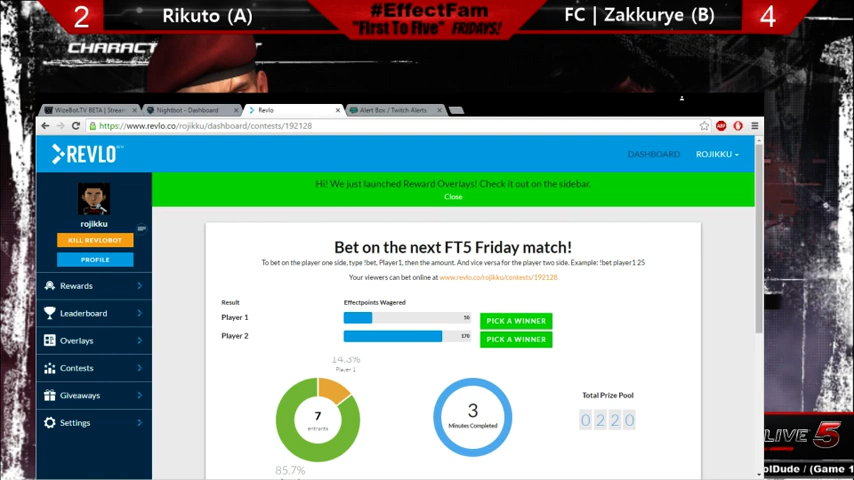 2
Rikuto (A)
#EffectFam
"First To Five" FRIDAYS!
FC | Zakkurye (B)
4
WizeBot.TV BETA | Stream
Nightbot - Dashboard
Revlo
Alert Box / Twitch Alerts
https://www.revlo.co/rojikku/dashboard/contests/192128
ABP
REVLO
DASHBOARD
ROJIKKU
Hi! We just launched Reward Overlays! Check it out on the sidebar.
Close
rojikku
KILL REVLOBOT
PROFILE
Rewards
Leaderboard
Overlays
Contests
Giveaways
Settings
Bet on the next FT5 Friday match!
To bet on the player one side, type !bet, Player1, then the amount. And vice versa for the player two side. Example: !bet player1 25
Your viewers can bet online at www.revlo.co/rojikku/contests/192128
Result
Effectpoints Wagered
Player 1
50
PICK A WINNER
Player 2
170
PICK A WINNER
14.3%
Player 1
7
entrants
85.7%
3
Minutes Completed
Total Prize Pool
0220
LIVE 5
olDude / (Game 1